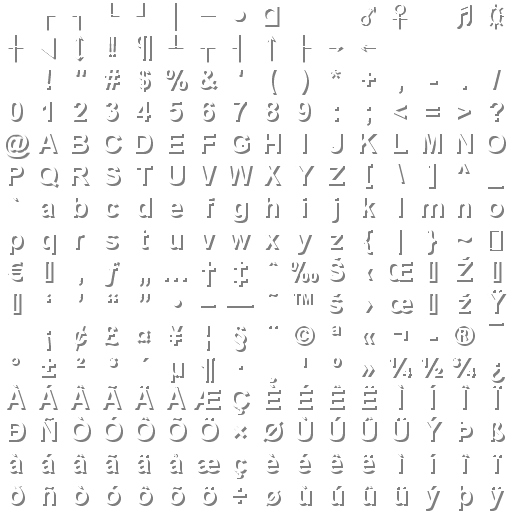 ┌ ┐ └ ┘ │ ─ • ◘ ♂ ♀ ♬ ☼
┼ ◄ ↕ ‼ ¶ ┴ ┬ ┤ ↑ ├ → ←
! " # $ % & ' ( ) * + , - . /
0 1 2 3 4 5 6 7 8 9 : ; < = > ?
@ A B C D E F G H I J K L M N O
P Q R S T U V W X Y Z [ \ ] ^ _
` a b c d e f g h i j k l m n o
p q r s t u v w x y z { | } ~ ▯
€ ▯ ‚ ƒ „ … † ‡ ˆ ‰ Š ‹ Œ ▯ Ž ▯
▯ ‘ ’ “ ” • – — ˜ ™ š › œ ▯ ž Ÿ
¡ ¢ £ ¤ ¥ ¦ § ¨ © ª « ¬ - ® ¯
° ± ² ³ ´ µ ¶ · ¸ ¹ º » ¼ ½ ¾ ¿
À Á Â Ã Ä Å Æ Ç È É Ê Ë Ì Í Î Ï
Ð Ñ Ò Ó Ô Õ Ö × Ø Ù Ú Û Ü Ý Þ ß
à á â ã ä å æ ç è é ê ë ì í î ï
ð ñ ò ó ô õ ö ÷ ø ù ú û ü ý þ ÿ